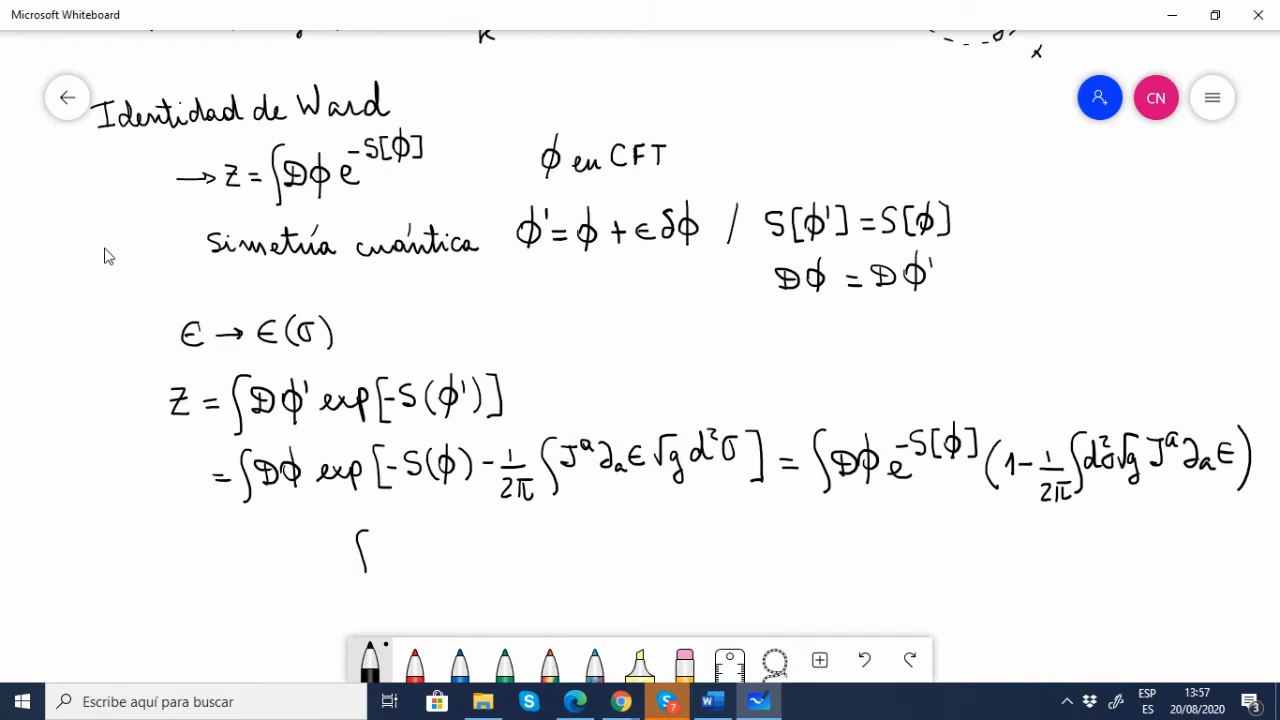 Microsoft Whiteboard
k
x
Identidad de Ward
CN
→ Z = ∫Dϕ e^{-S[ϕ]}    ϕ en CFT
simetría cuántica    ϕ' = ϕ + ϵδϕ / S[ϕ'] = S[ϕ]
Dϕ = Dϕ'
ϵ → ϵ(σ)
Z = ∫Dϕ' exp[-S(ϕ')]
= ∫Dϕ exp[-S(ϕ) - 1/2π ∫ J^a ∂_a ϵ √g d²σ] = ∫Dϕ e^{-S[ϕ]} (1 - 1/2π ∫ d²σ √g J^a ∂_a ϵ)
∫
Escribe aquí para buscar
7
ESP
ES
13:57
20/08/2020
3